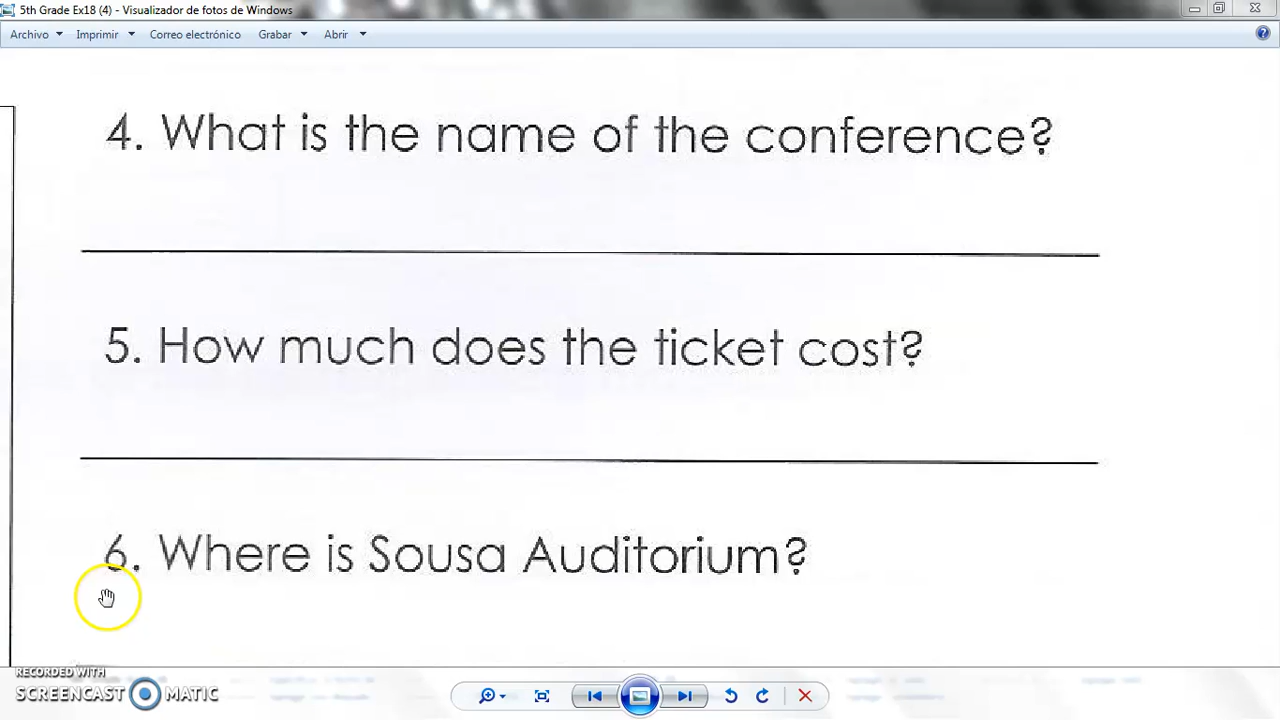 5th Grade Ex18 (4) - Visualizador de fotos de Windows
Archivo Imprimir Correo electrónico Grabar Abrir
4. What is the name of the conference?
5. How much does the ticket cost?
6. Where is Sousa Auditorium?
RECORDED WITH
SCREENCAST MATIC